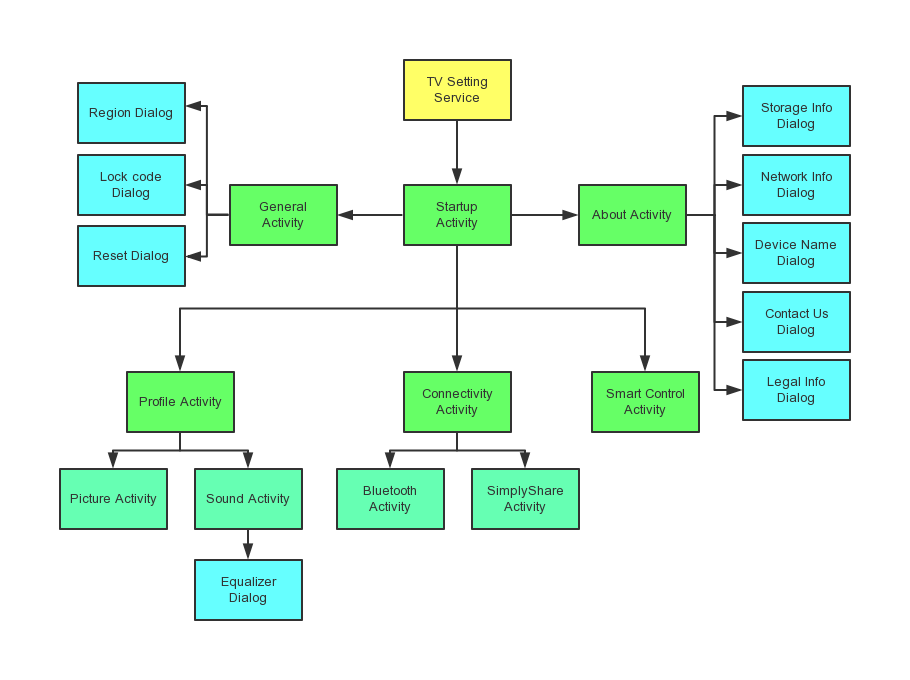 TV Setting
Service
Region Dialog
Lock code
Dialog
Reset Dialog
General
Activity
Startup
Activity
About Activity
Storage Info
Dialog
Network Info
Dialog
Device Name
Dialog
Contact Us
Dialog
Legal Info
Dialog
Profile Activity
Connectivity
Activity
Smart Control
Activity
Picture Activity
Sound Activity
Bluetooth
Activity
SimplyShare
Activity
Equalizer
Dialog